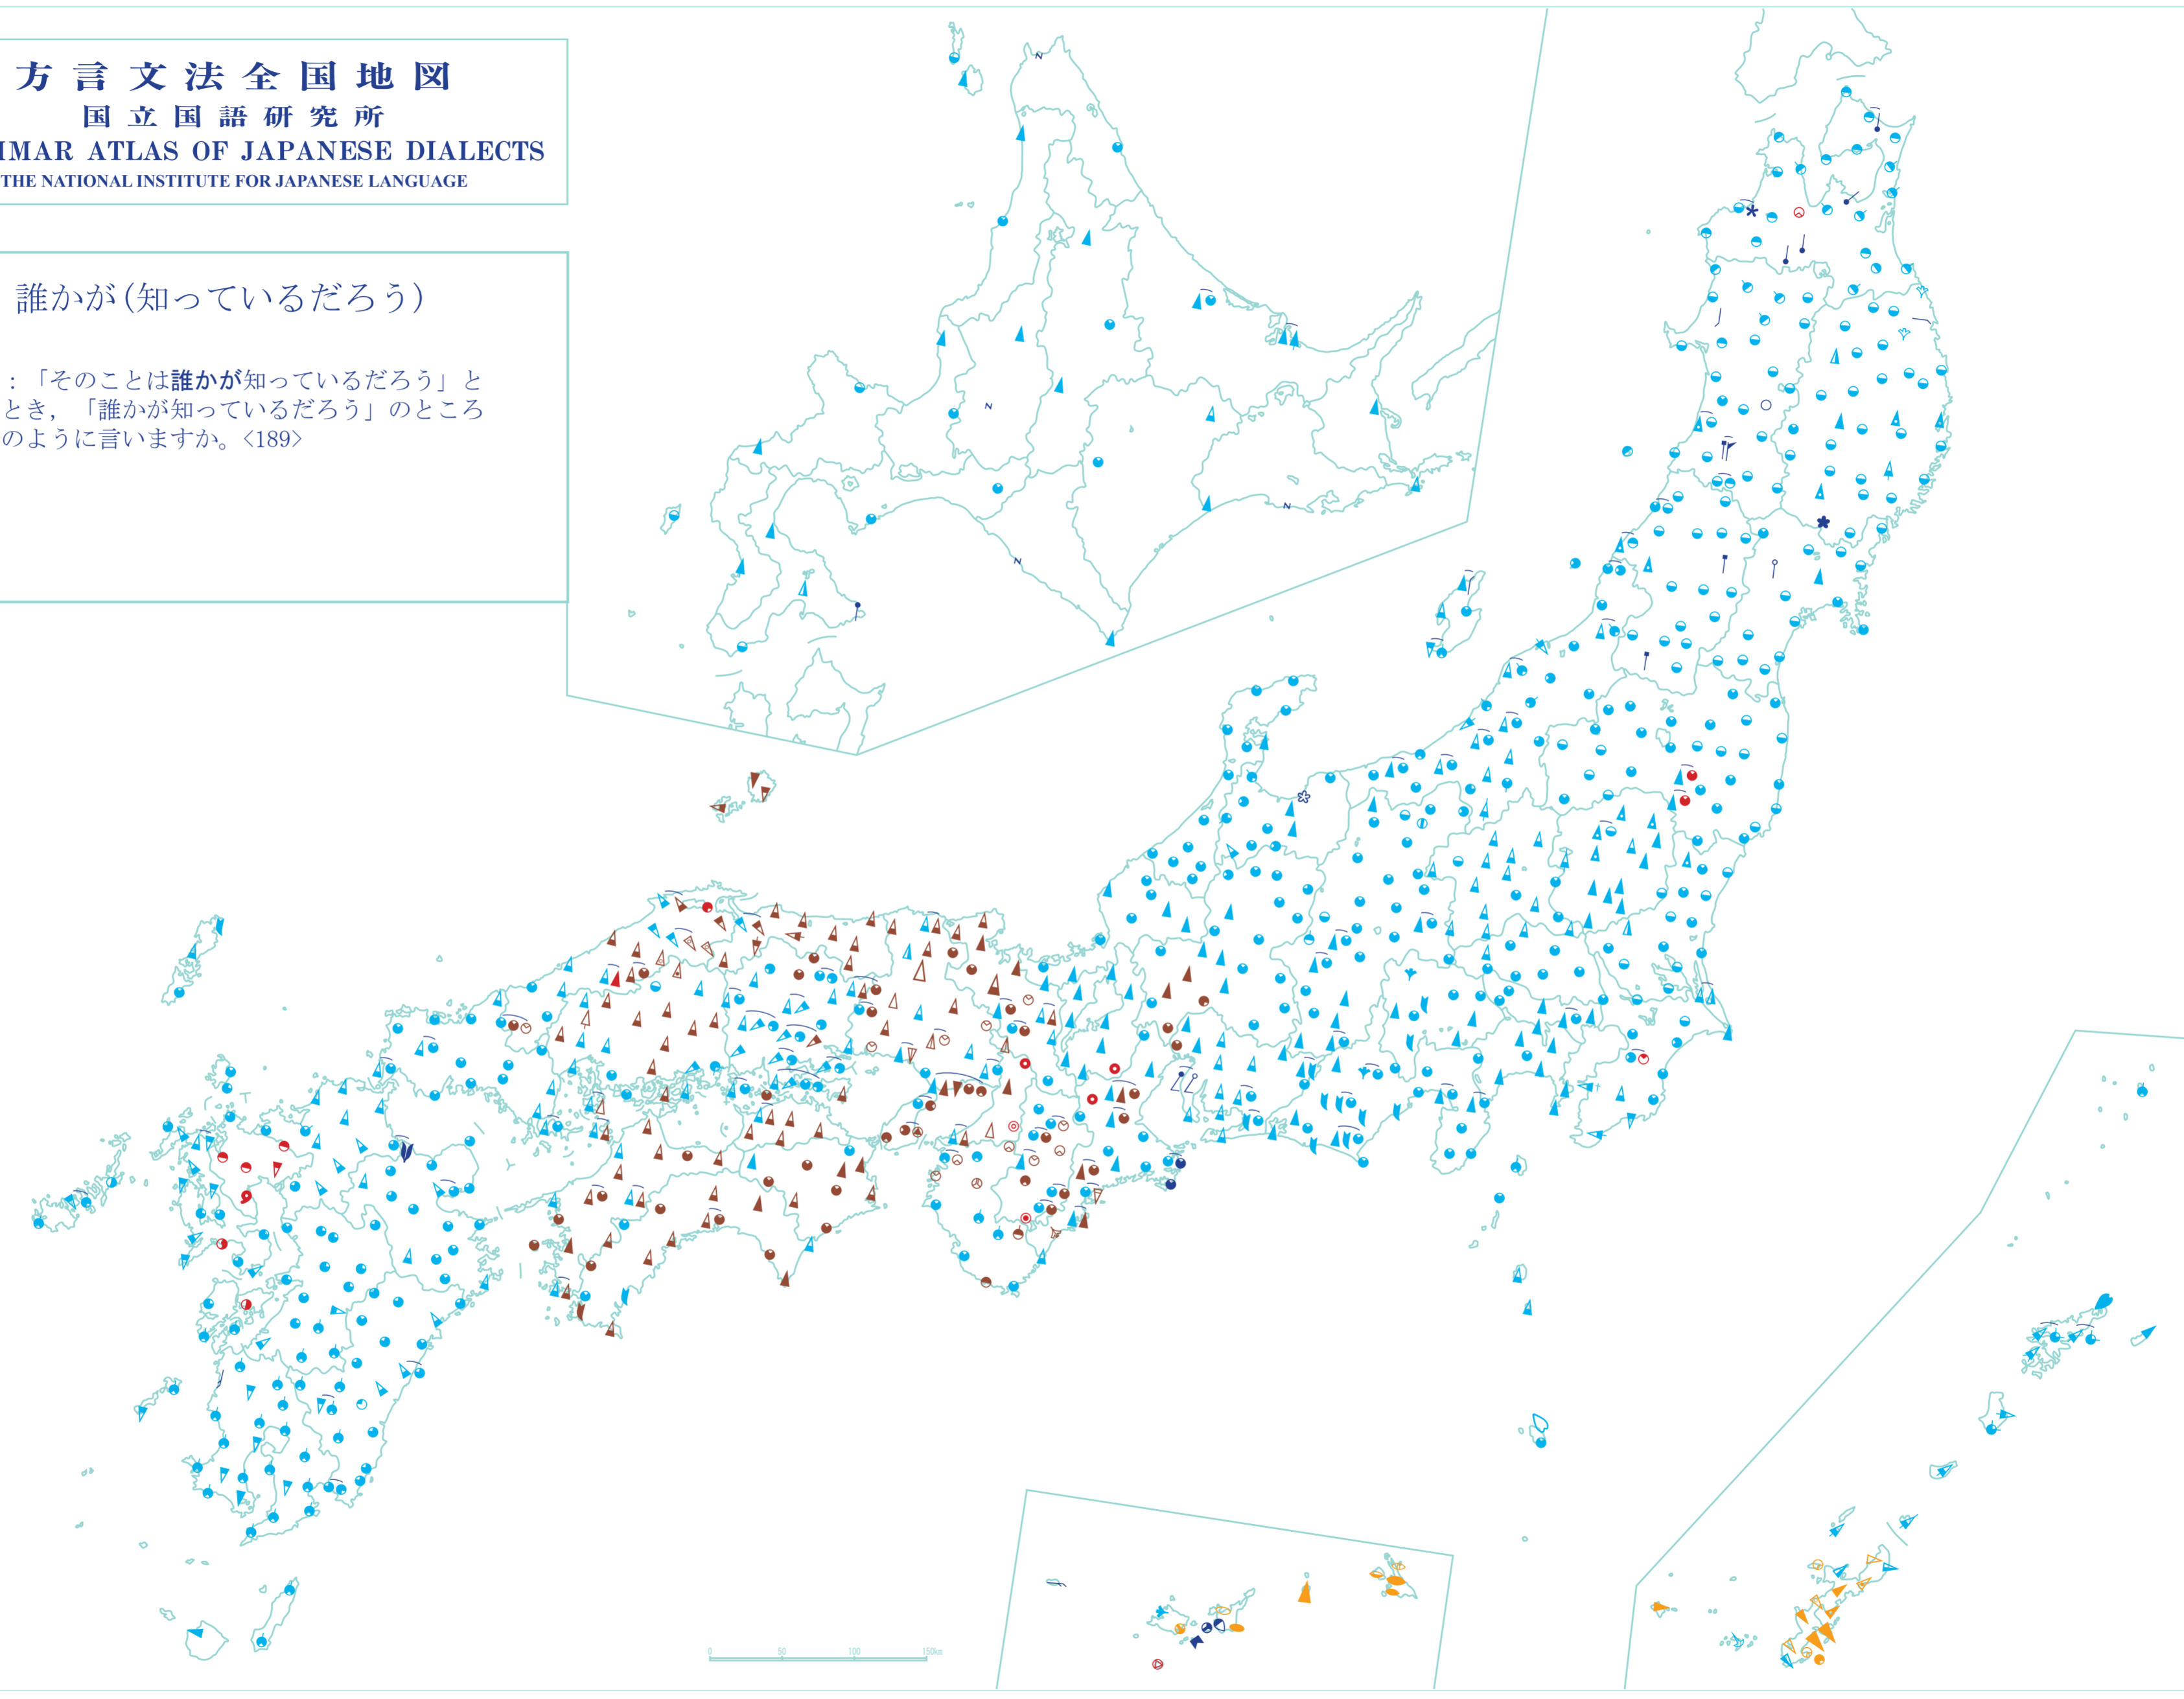 方言文法全国地図
国立国語研究所
MAR ATLAS OF JAPANESE DIALECTS
THE NATIONAL INSTITUTE FOR JAPANESE LANGUAGE
誰かが(知っているだろう)
:「そのことは誰かが知っているだろう」と
とき,「誰かが知っているだろう」のところ
のように言いますか。<189>
N
N
N
N
0 50 100 150km